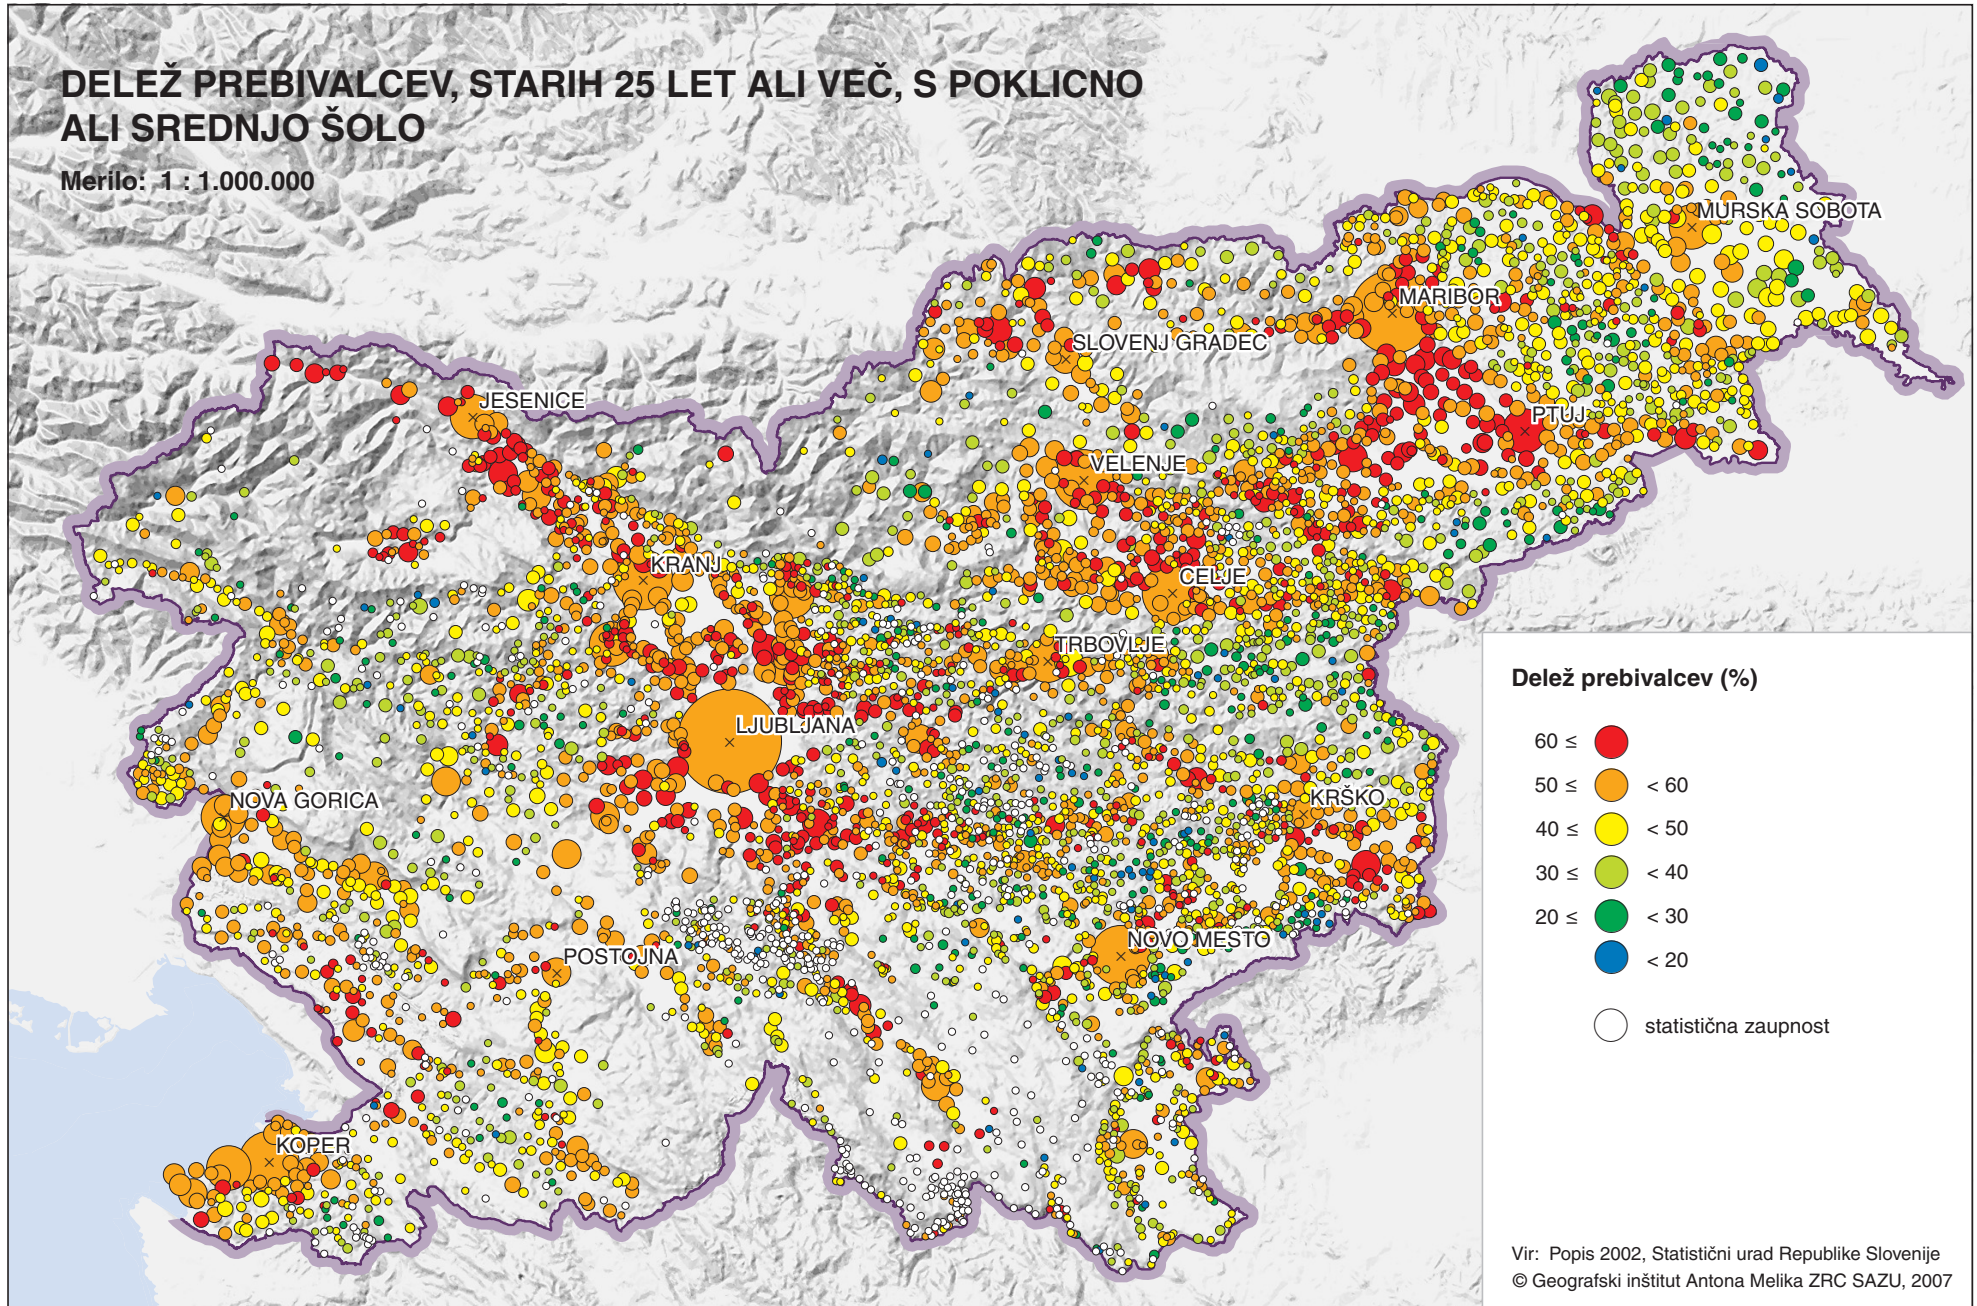 DELEŽ PREBIVALCEV, STARIH 25 LET ALI VEČ, S POKLICNO
ALI SREDNJO ŠOLO
Merilo: 1 : 1.000.000
MURSKA SOBOTA
MARIBOR
SLOVENJ GRADEC
JESENICE
PTUJ
VELENJE
KRANJ
CELJE
TRBOVLJE
LJUBLJANA
NOVA GORICA
KRŠKO
POSTOJNA
NOVO MESTO
KOPER
Delež prebivalcev (%)
60 ≤
50 ≤ < 60
40 ≤ < 50
30 ≤ < 40
20 ≤ < 30
< 20
statistična zaupnost
Vir: Popis 2002, Statistični urad Republike Slovenije
© Geografski inštitut Antona Melika ZRC SAZU, 2007